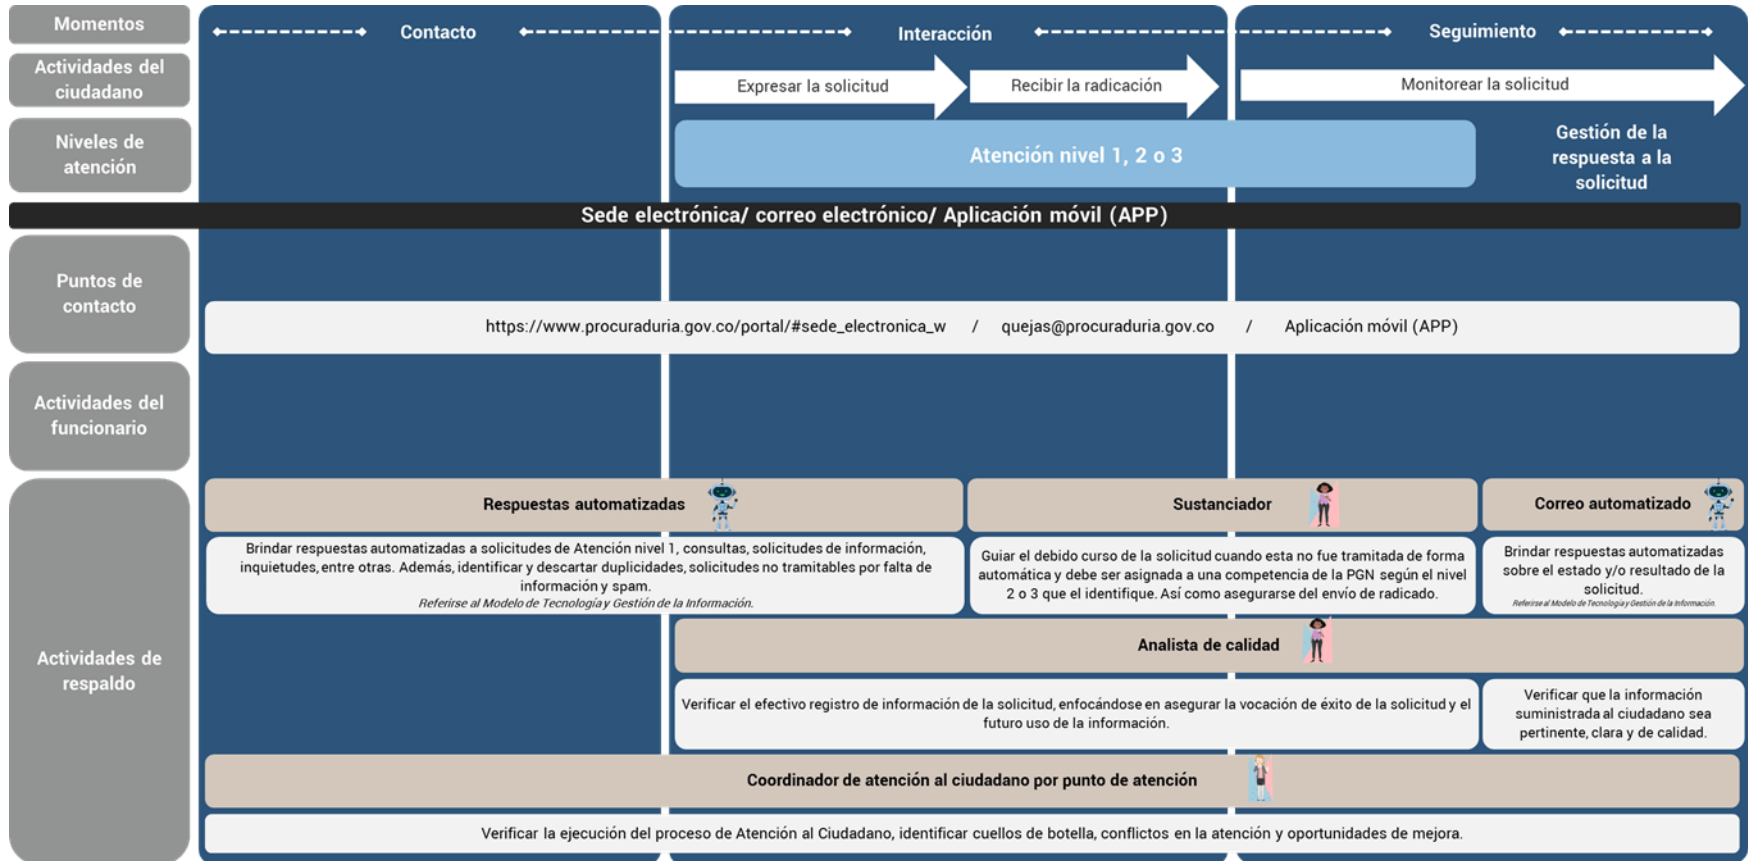 Momentos
Contacto
Interacción
Seguimiento
Actividades del
ciudadano
Expresar la solicitud
Recibir la radicación
Monitorear la solicitud
Niveles de
atención
Atención nivel 1, 2 o 3
Gestión de la
respuesta a la
solicitud
Sede electrónica/ correo electrónico/ Aplicación móvil (APP)
Puntos de
contacto
https://www.procuraduria.gov.co/portal/#sede_electronica_w / quejas@procuraduria.gov.co / Aplicación móvil (APP)
Actividades del
funcionario
Actividades de
respaldo
Respuestas automatizadas
Brindar respuestas automatizadas a solicitudes de Atención nivel 1, consultas, solicitudes de información,
inquietudes, entre otras. Además, identificar y descartar duplicidades, solicitudes no tramitables por falta de
información y spam.
Referirse al Modelo de Tecnología y Gestión de la Información.
Sustanciador
Guiar el debido curso de la solicitud cuando esta no fue tramitada de forma
automática y debe ser asignada a una competencia de la PGN según el nivel
2 o 3 que el identifique. Así como asegurarse del envío de radicado.
Correo automatizado
Brindar respuestas automatizadas
sobre el estado y/o resultado de la
solicitud.
Referirse al Modelo de Tecnología y Gestión de la Información.
Analista de calidad
Verificar el efectivo registro de información de la solicitud, enfocándose en asegurar la vocación de éxito de la solicitud y el
futuro uso de la información.
Verificar que la información
suministrada al ciudadano sea
pertinente, clara y de calidad.
Coordinador de atención al ciudadano por punto de atención
Verificar la ejecución del proceso de Atención al Ciudadano, identificar cuellos de botella, conflictos en la atención y oportunidades de mejora.